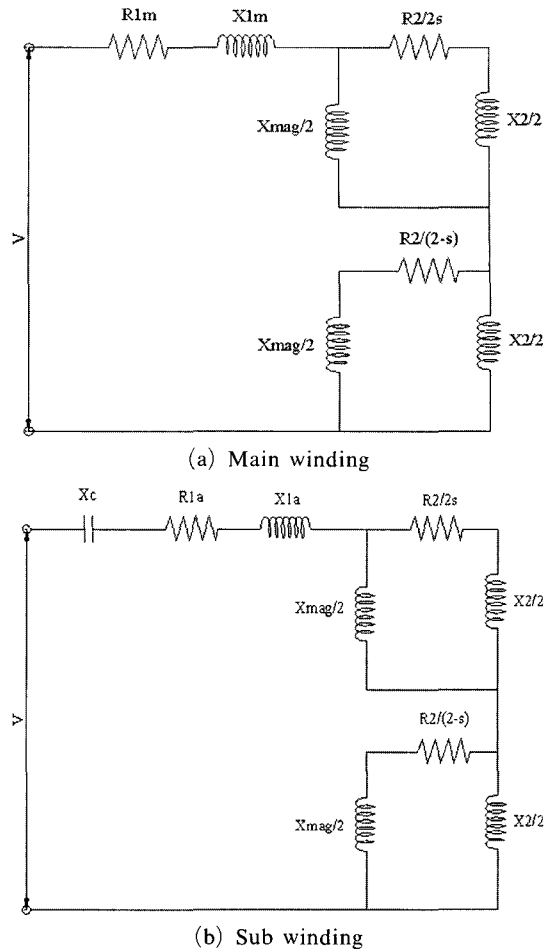 R1m X1m R2/2s
Xmag/2 X2/2
V
R2/(2-s)
Xmag/2 X2/2
(a) Main winding
Xc R1a X1a R2/2s
Xmag/2 X2/2
V
R2/(2-s)
Xmag/2 X2/2
(b) Sub winding